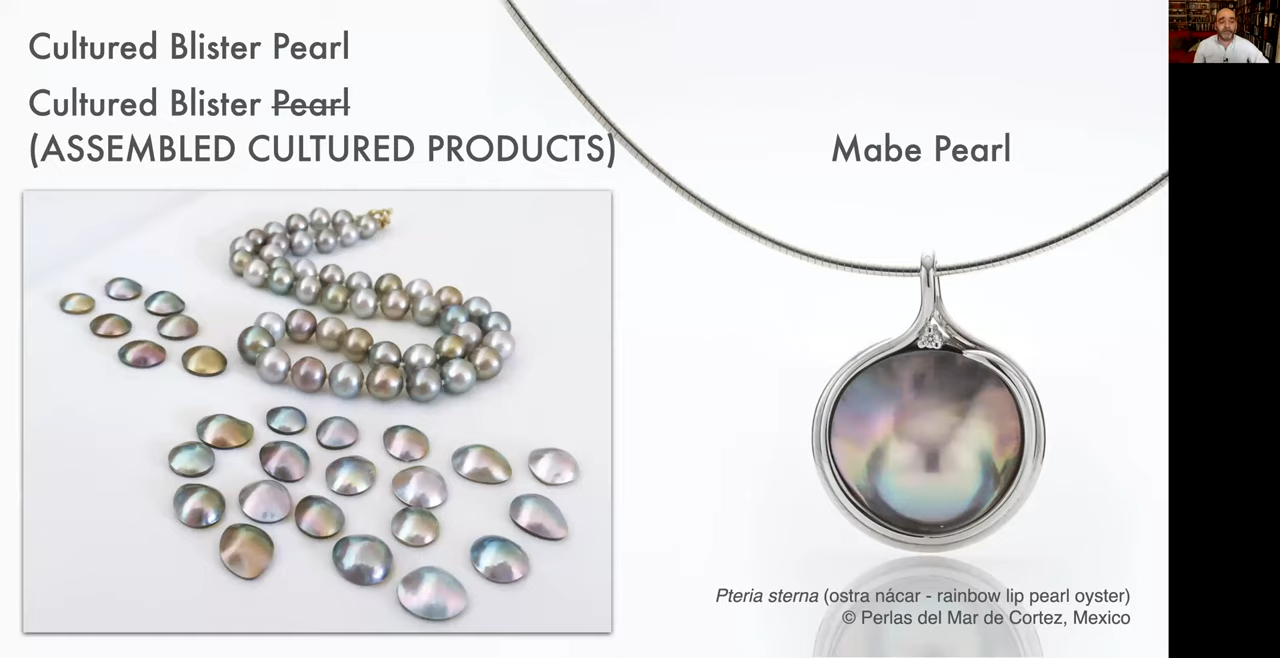 Cultured Blister Pearl
Cultured Blister Pearl
(ASSEMBLED CULTURED PRODUCTS)
Mabe Pearl
Pteria sterna (ostra nácar - rainbow lip pearl oyster)
© Perlas del Mar de Cortez, Mexico